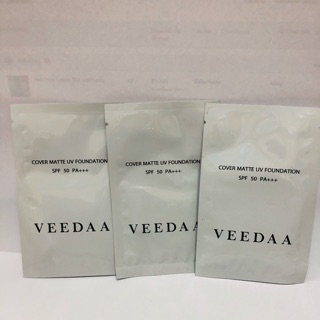 COVER MATTE UV FOUNDATION
SPF 50 PA+++
VEEDAA
COVER MATTE UV FOUNDATION
SPF 50 PA+++
VEEDAA
COVER MATTE UV FOUNDATION
SPF 50 PA+++
VEEDAA